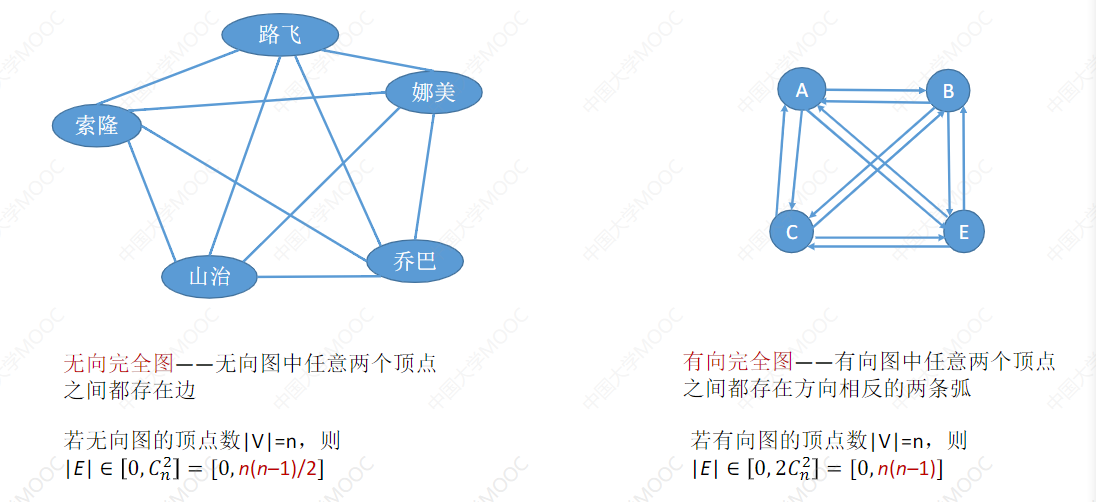 路飞
娜美
索隆
山治
乔巴
A
B
C
E
无向完全图——无向图中任意两个顶点
之间都存在边
若无向图的顶点数|V|=n，则
|E| ∈ [0, C_n^2] = [0, n(n–1)/2]
有向完全图——有向图中任意两个顶点
之间都存在方向相反的两条弧
若有向图的顶点数|V|=n，则
|E| ∈ [0, 2C_n^2] = [0, n(n–1)]
中国大学MOOC